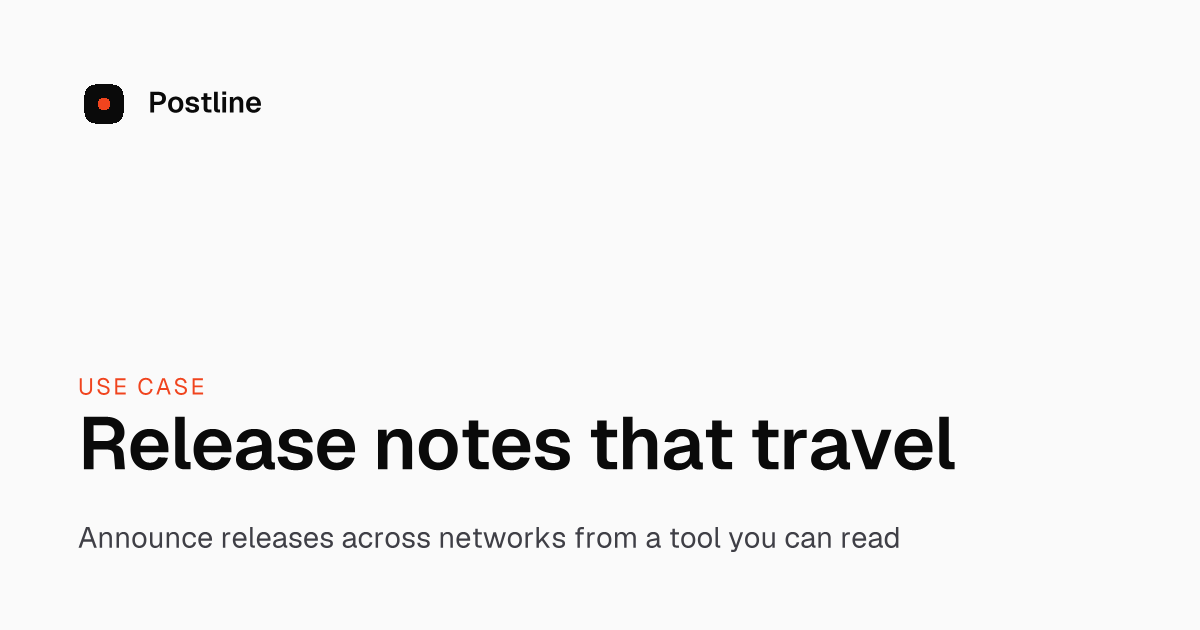 Postline
USE CASE
Release notes that travel
Announce releases across networks from a tool you can read